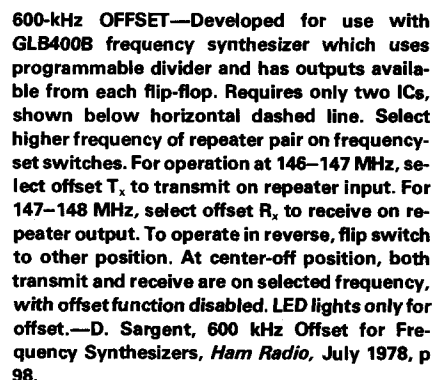 600-kHz OFFSET—Developed for use with
GLB400B frequency synthesizer which uses
programmable divider and has outputs availa-
ble from each flip-flop. Requires only two ICs,
shown below horizontal dashed line. Select
higher frequency of repeater pair on frequency-
set switches. For operation at 146–147 MHz, se-
lect offset Tx to transmit on repeater input. For
147–148 MHz, select offset Rx to receive on re-
peater output. To operate in reverse, flip switch
to other position. At center-off position, both
transmit and receive are on selected frequency,
with offset function disabled. LED lights only for
offset.—D. Sargent, 600 kHz Offset for Fre-
quency Synthesizers, Ham Radio, July 1978, p
98.